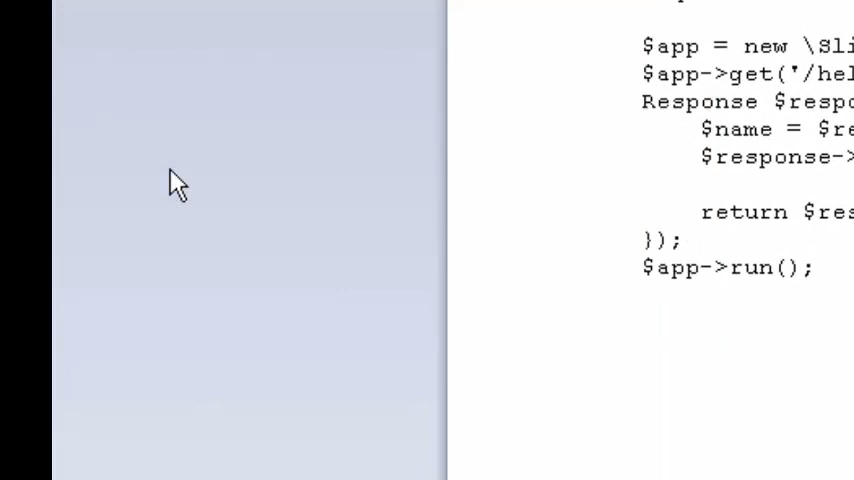 $app = new \Sli
$app->get('/hel
Response $respo
$name = $re
$response->
return $res
});
$app->run();